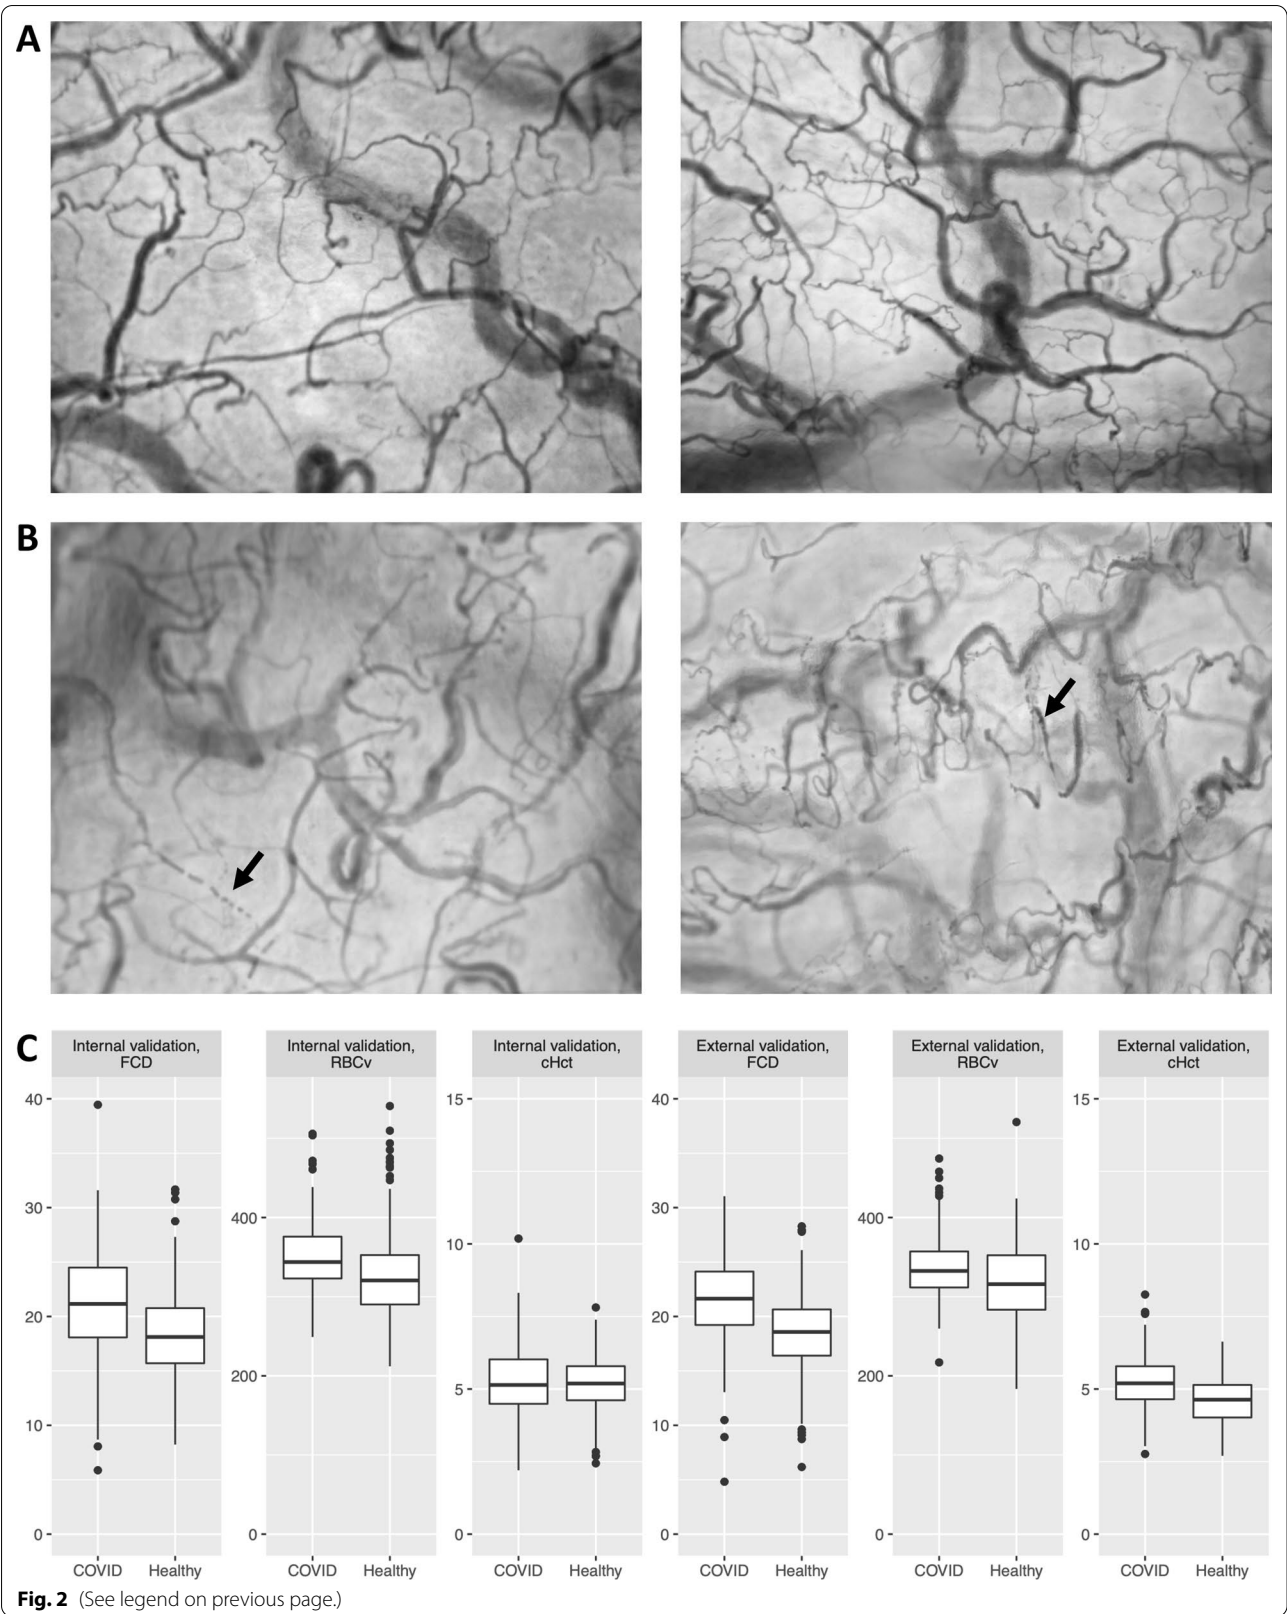 A
B
C
Internal validation,
FCD
Internal validation,
RBCv
Internal validation,
cHct
External validation,
FCD
External validation,
RBCv
External validation,
cHct
40
30
20
10
0
400
200
0
15
10
5
0
40
30
20
10
0
400
200
0
15
10
5
0
COVID Healthy
COVID Healthy
COVID Healthy
COVID Healthy
COVID Healthy
COVID Healthy
Fig. 2 (See legend on previous page.)